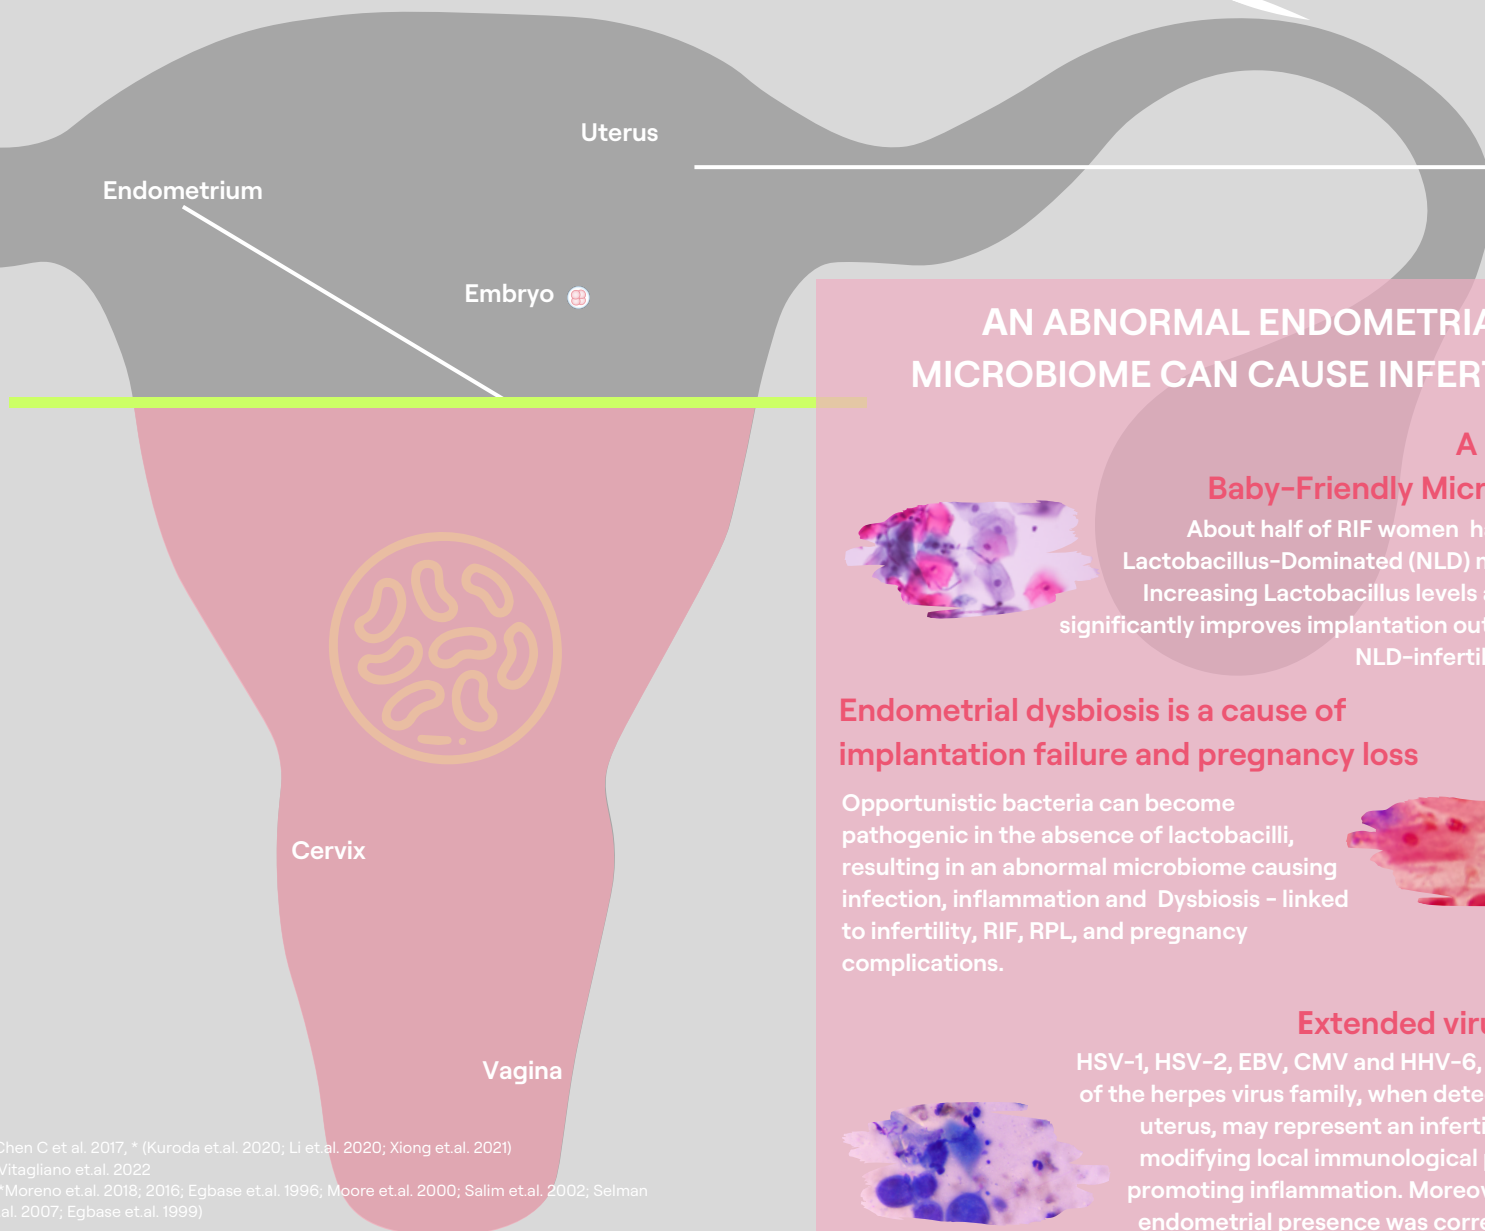 Uterus
Endometrium
Embryo
Cervix
Vagina
Chen C et al. 2017, * (Kuroda et.al. 2020; Li et.al. 2020; Xiong et.al. 2021)
Vitagliano et.al. 2022
*Moreno et.al. 2018; 2016; Egbase et.al. 1996; Moore et.al. 2000; Salim et.al. 2002; Selman
al. 2007; Egbase et.al. 1999)
AN ABNORMAL ENDOMETRIA
MICROBIOME CAN CAUSE INFERT
A
Baby-Friendly Micr
About half of RIF women h
Lactobacillus-Dominated (NLD)
Increasing Lactobacillus levels
significantly improves implantation out
NLD-infertil
Endometrial dysbiosis is a cause of
implantation failure and pregnancy loss
Opportunistic bacteria can become
pathogenic in the absence of lactobacilli,
resulting in an abnormal microbiome causing
infection, inflammation and Dysbiosis - linked
to infertility, RIF, RPL, and pregnancy
complications.
Extended viru
HSV-1, HSV-2, EBV, CMV and HHV-6,
of the herpes virus family, when dete
uterus, may represent an inferti
modifying local immunological
promoting inflammation. Moreov
endometrial presence was corre